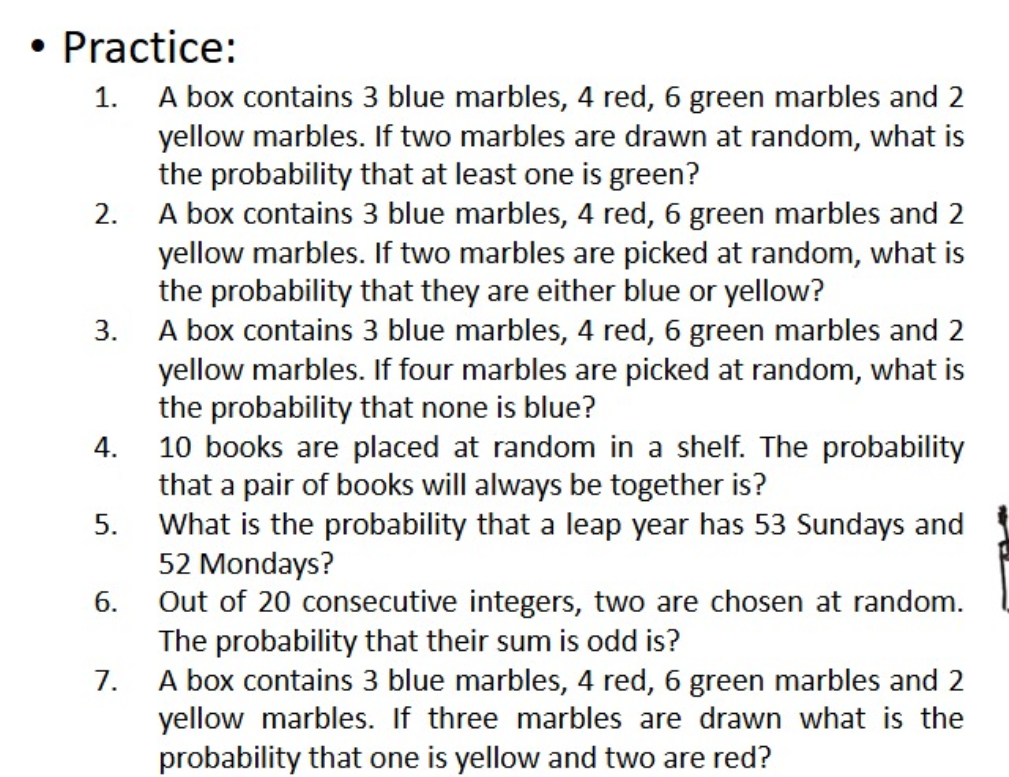 • Practice:
1. A box contains 3 blue marbles, 4 red, 6 green marbles and 2
yellow marbles. If two marbles are drawn at random, what is
the probability that at least one is green?
2. A box contains 3 blue marbles, 4 red, 6 green marbles and 2
yellow marbles. If two marbles are picked at random, what is
the probability that they are either blue or yellow?
3. A box contains 3 blue marbles, 4 red, 6 green marbles and 2
yellow marbles. If four marbles are picked at random, what is
the probability that none is blue?
4. 10 books are placed at random in a shelf. The probability
that a pair of books will always be together is?
5. What is the probability that a leap year has 53 Sundays and
52 Mondays?
6. Out of 20 consecutive integers, two are chosen at random.
The probability that their sum is odd is?
7. A box contains 3 blue marbles, 4 red, 6 green marbles and 2
yellow marbles. If three marbles are drawn what is the
probability that one is yellow and two are red?